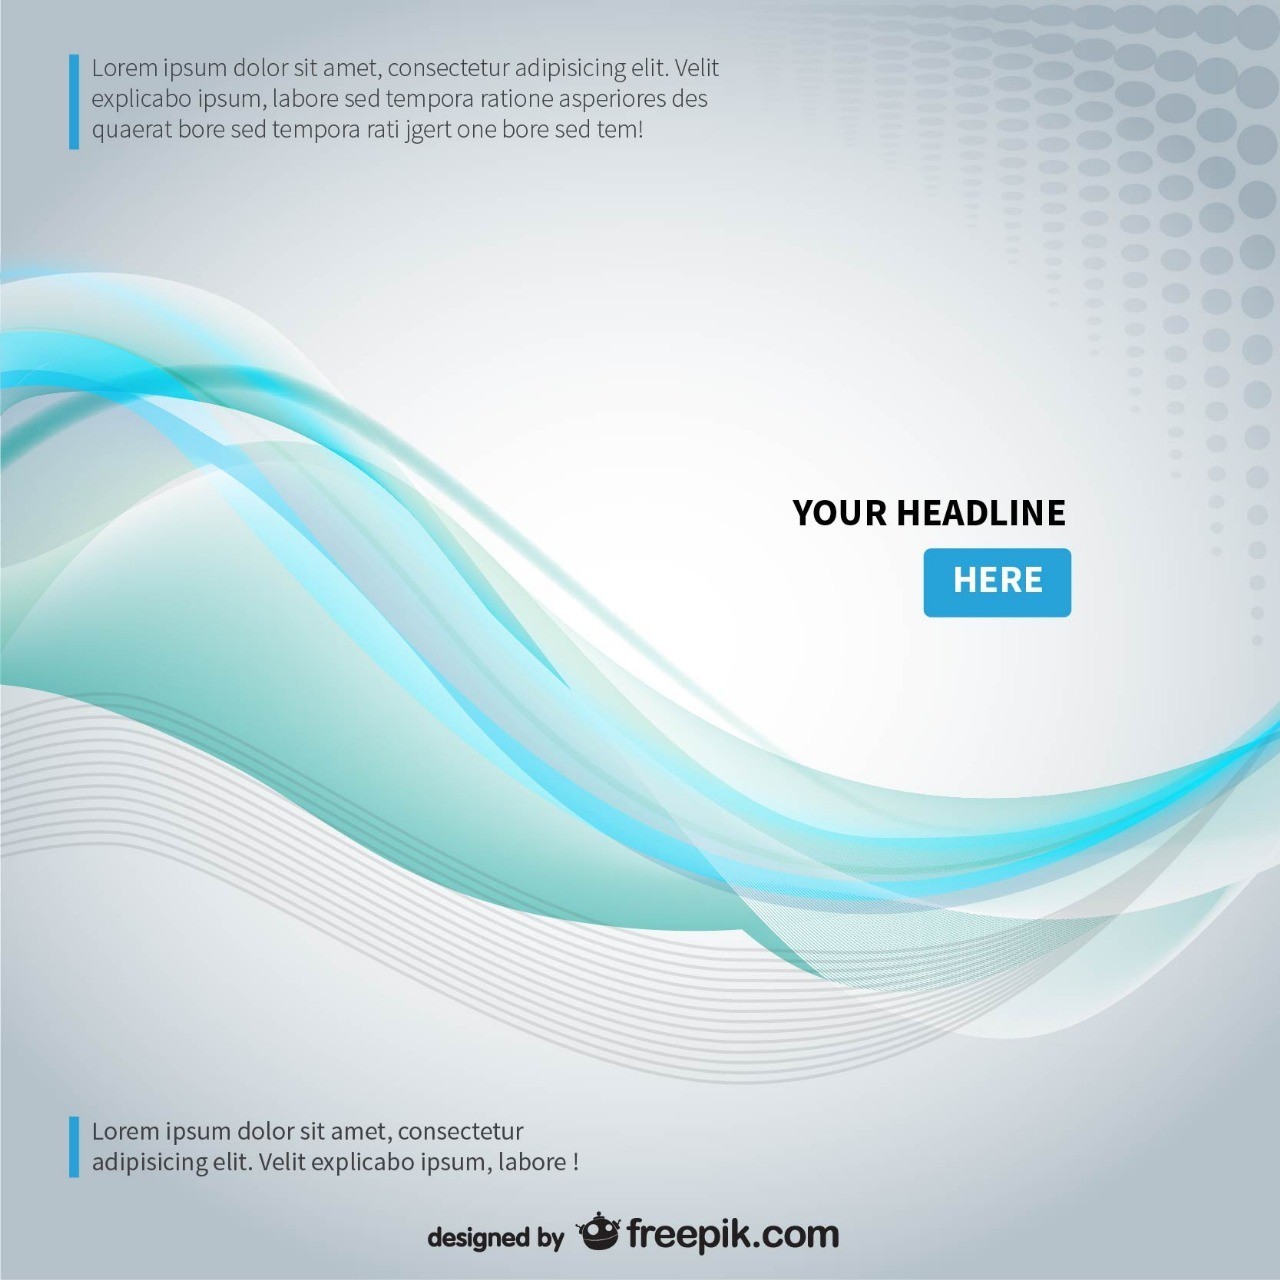 Lorem ipsum dolor sit amet, consectetur adipisicing elit. Velit
explicabo ipsum, labore sed tempora ratione asperiores des
quaerat bore sed tempora rati jgert one bore sed tem!
YOUR HEADLINE
HERE
Lorem ipsum dolor sit amet, consectetur
adipisicing elit. Velit explicabo ipsum, labore !
designed by freepik.com